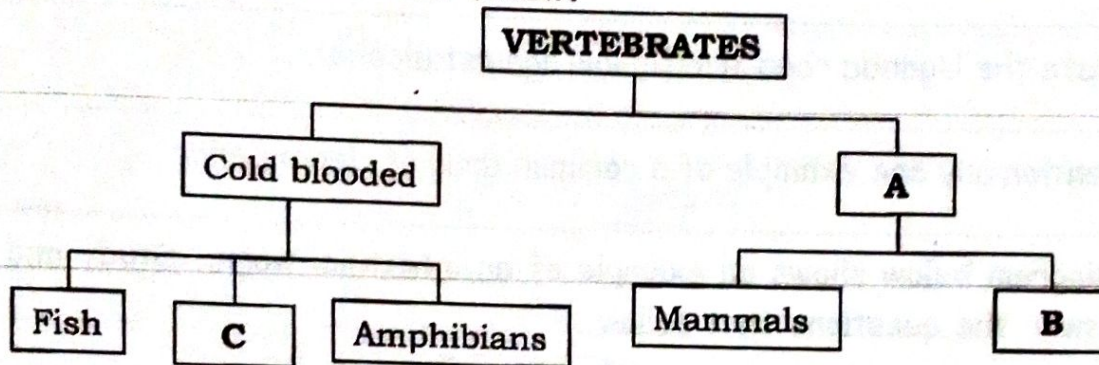 VERTEBRATES
Cold blooded
A
Fish
C
Amphibians
Mammals
B